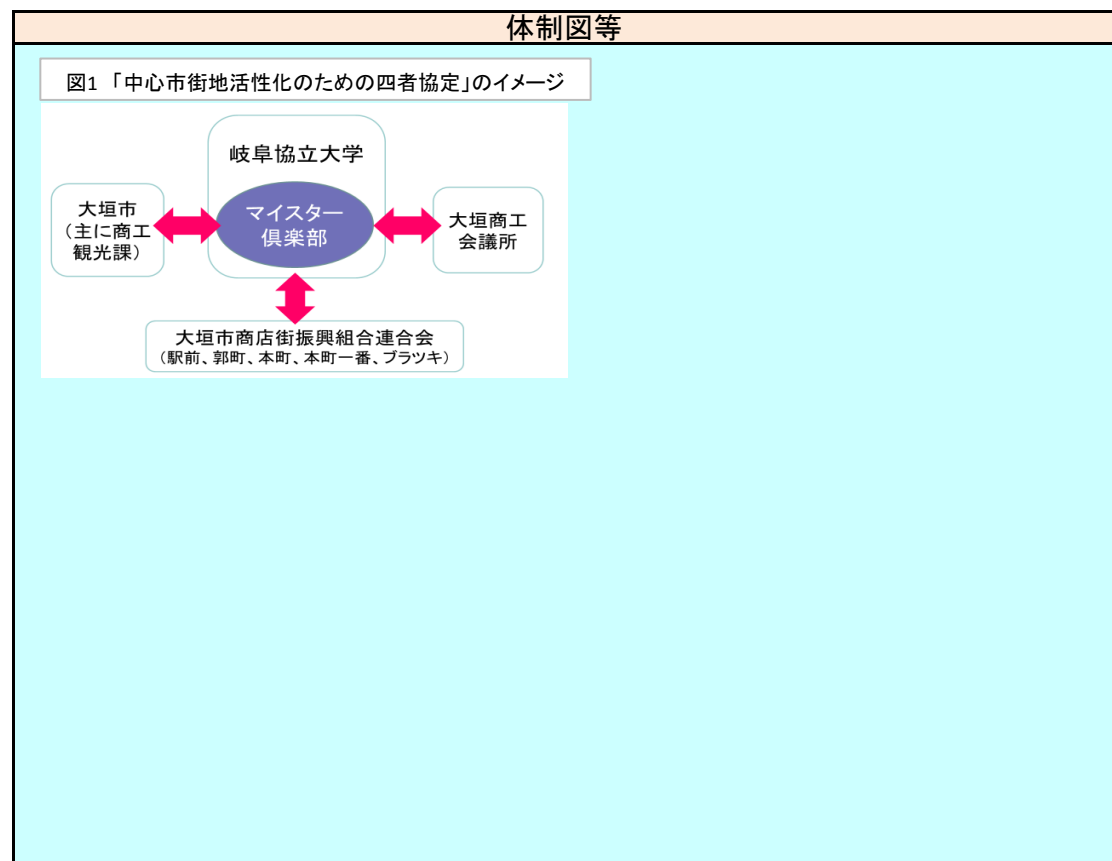 体制図等
図1 「中心市街地活性化のための四者協定」のイメージ
岐阜協立大学
マイスター
倶楽部
大垣市
（主に商工
観光課）
大垣商工
会議所
大垣市商店街振興組合連合会
（駅前、郭町、本町、本町一番、ブラツキ）